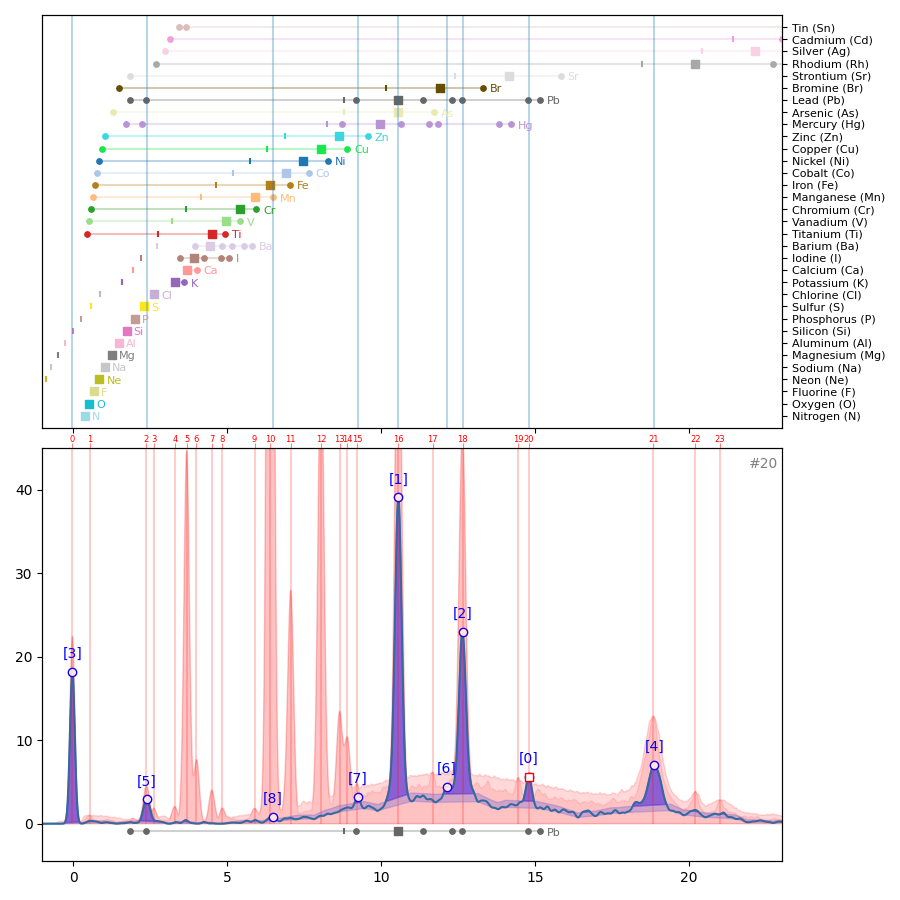 Tin (Sn)
Cadmium (Cd)
Silver (Ag)
Rhodium (Rh)
Sr Strontium (Sr)
Br Bromine (Br)
Pb Lead (Pb)
As Arsenic (As)
Hg Mercury (Hg)
Zn Zinc (Zn)
Cu Copper (Cu)
Ni Nickel (Ni)
Co Cobalt (Co)
Fe Iron (Fe)
Mn Manganese (Mn)
Cr Chromium (Cr)
V Vanadium (V)
Ti Titanium (Ti)
Ba Barium (Ba)
I Iodine (I)
Ca Calcium (Ca)
K Potassium (K)
Cl Chlorine (Cl)
S Sulfur (S)
P Phosphorus (P)
Si Silicon (Si)
Al Aluminum (Al)
Mg Magnesium (Mg)
Na Sodium (Na)
Ne Neon (Ne)
F Fluorine (F)
O Oxygen (O)
N Nitrogen (N)
0 1 2 3 4 5 6 7 8 9 10 11 12 13 14 15 16 17 18 19 20 21 22 23
#20
40
[1]
30
[2]
20
[3]
10
[4]
[0]
[6]
[7]
[5]
[8]
0
Pb
0 5 10 15 20